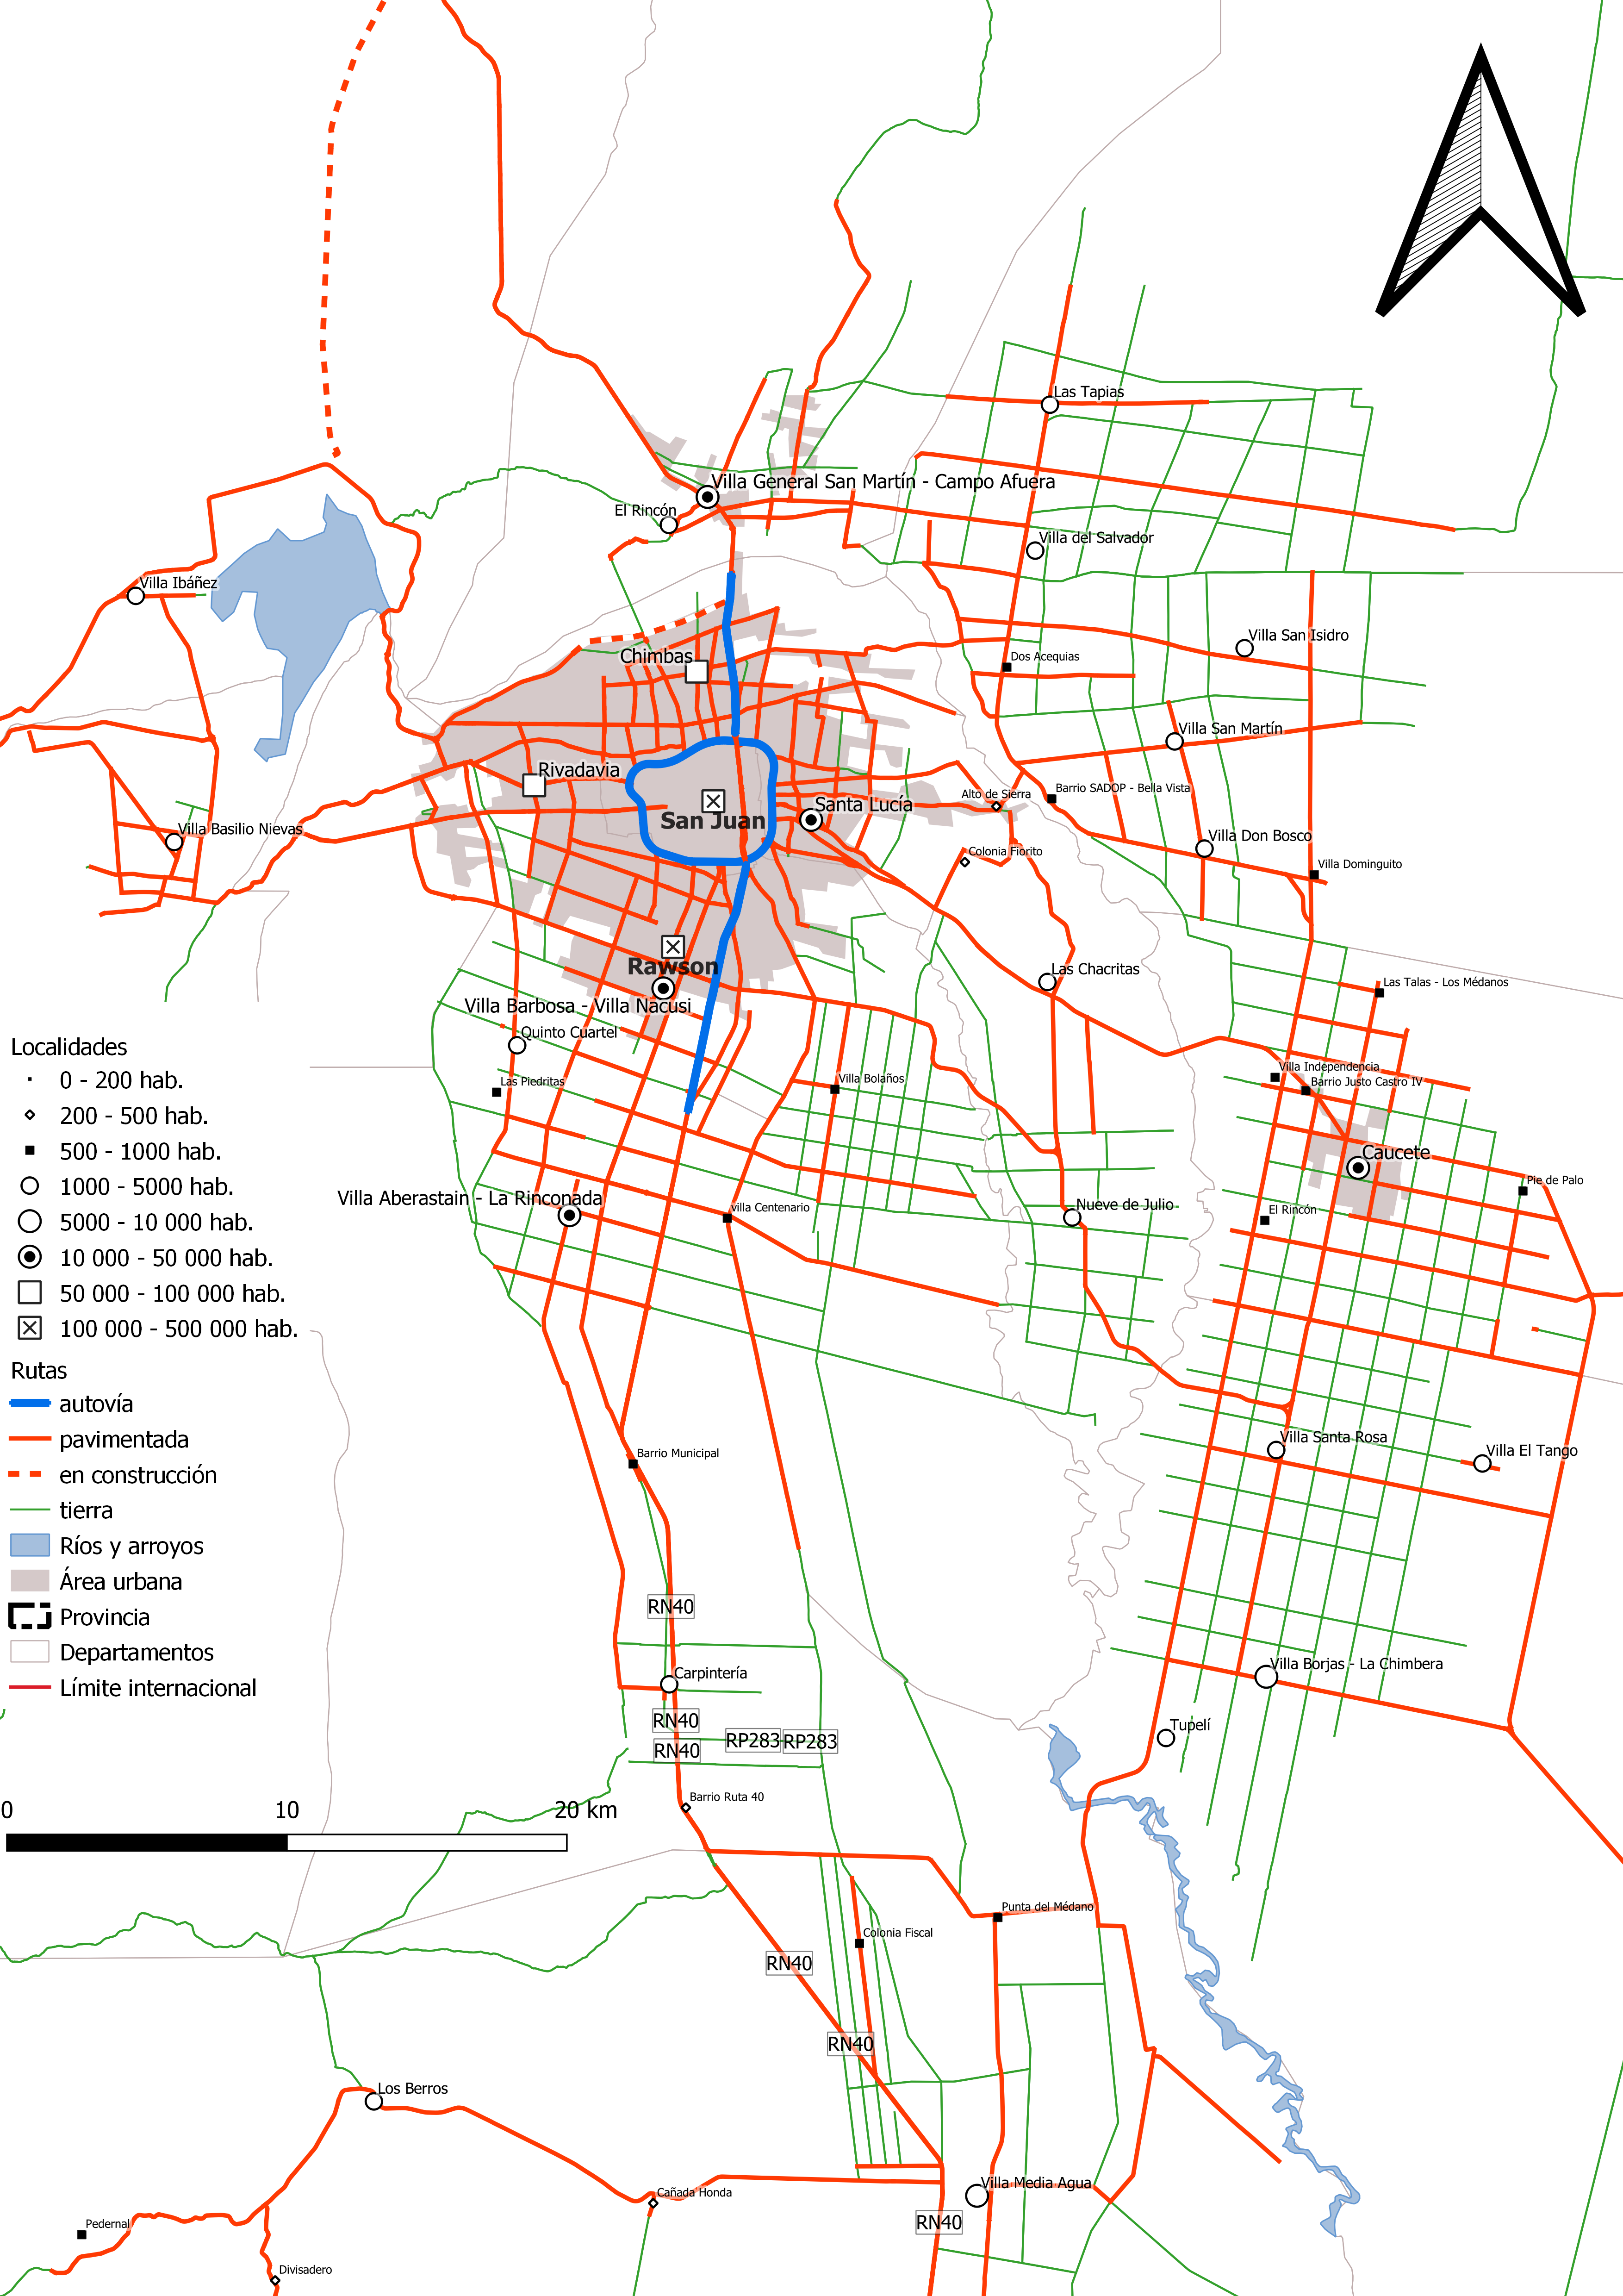 Las Tapias
Villa General San Martín - Campo Afuera
El Rincón
Villa del Salvador
Villa Ibáñez
Villa San Isidro
Chimbas
Dos Acequias
Villa San Martín
Rivadavia
Barrio SADOP - Bella Vista
Alto de Sierra
Santa Lucía
San Juan
Villa Basilio Nievas
Villa Don Bosco
Colonia Fiorito
Villa Dominguito
Rawson
Las Chacritas
Las Talas - Los Médanos
Villa Barbosa - Villa Nacusi
Quinto Cuartel
Villa Independencia
Las Piedritas
Villa Bolaños
Barrio Justo Castro IV
Caucete
Pie de Palo
Villa Aberastain - La Rinconada
Villa Centenario
Nueve de Julio
El Rincón
Localidades
0 - 200 hab.
200 - 500 hab.
500 - 1000 hab.
1000 - 5000 hab.
5000 - 10 000 hab.
10 000 - 50 000 hab.
50 000 - 100 000 hab.
100 000 - 500 000 hab.
Rutas
autovía
pavimentada
en construcción
tierra
Ríos y arroyos
Área urbana
Provincia
Departamentos
Límite internacional
Villa Santa Rosa
Villa El Tango
Barrio Municipal
RN40
Villa Borjas - La Chimbera
Carpintería
RN40
Tupelí
RP283
RP283
RN40
Barrio Ruta 40
0 10 20 km
Punta del Médano
Colonia Fiscal
RN40
RN40
Los Berros
Villa Media Agua
Cañada Honda
RN40
Pedernal
Divisadero